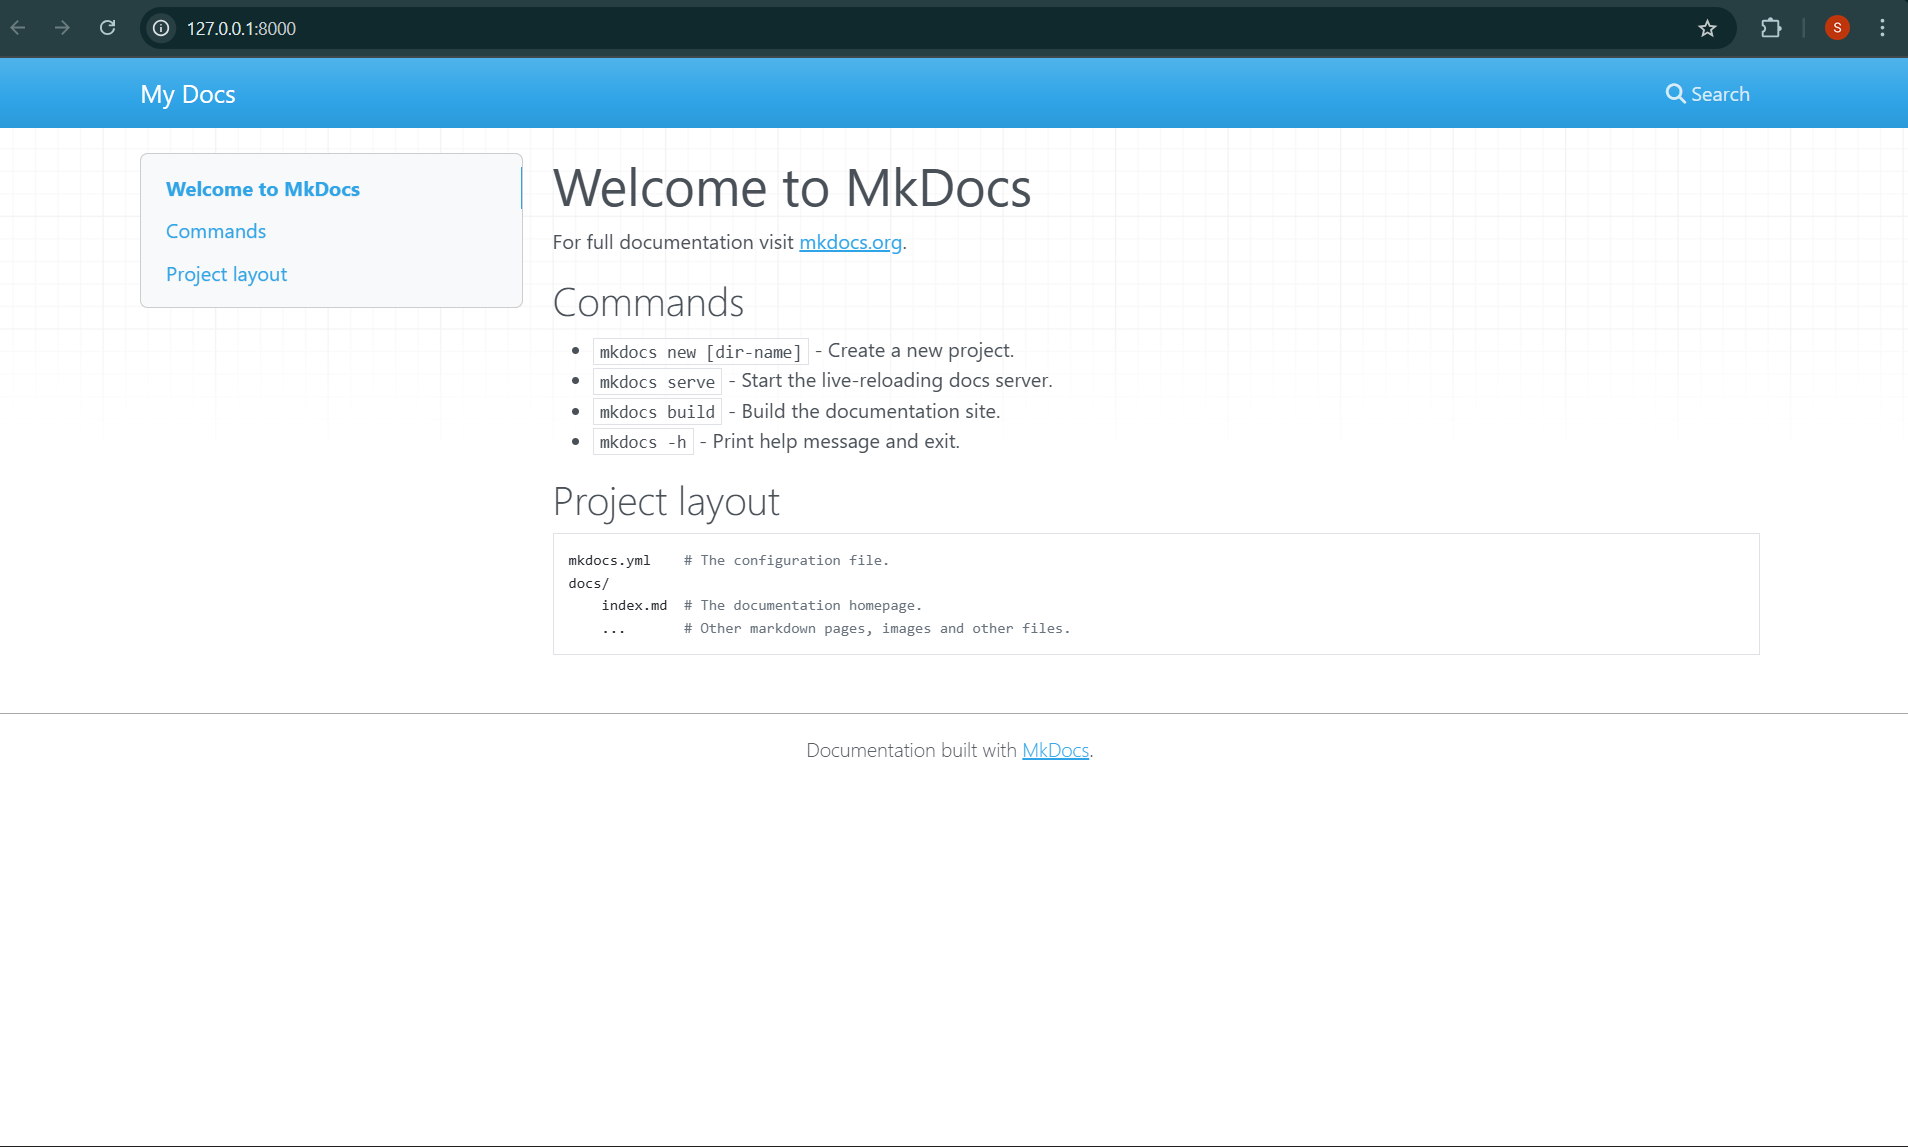 127.0.0.1:8000
S
My Docs
Search
Welcome to MkDocs
Commands
Project layout
Welcome to MkDocs
For full documentation visit mkdocs.org.
Commands
mkdocs new [dir-name] - Create a new project.
mkdocs serve - Start the live-reloading docs server.
mkdocs build - Build the documentation site.
mkdocs -h - Print help message and exit.
Project layout
mkdocs.yml    # The configuration file.
docs/
    index.md  # The documentation homepage.
    ...       # Other markdown pages, images and other files.
Documentation built with MkDocs.